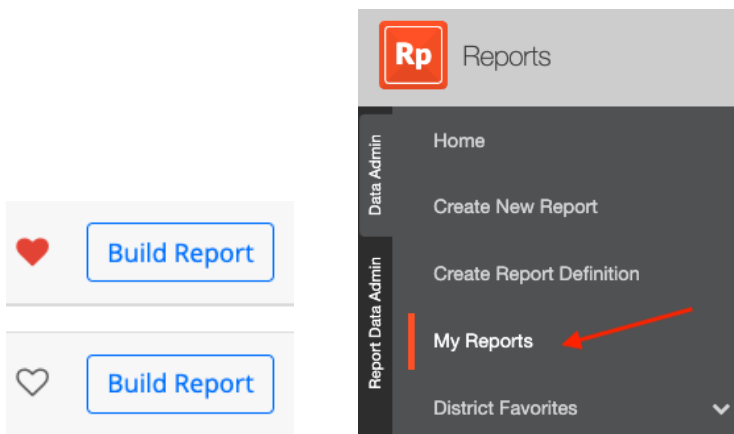 Build Report
Build Report
Rp
Reports
Data Admin
Report Data Admin
Home
Create New Report
Create Report Definition
My Reports
District Favorites